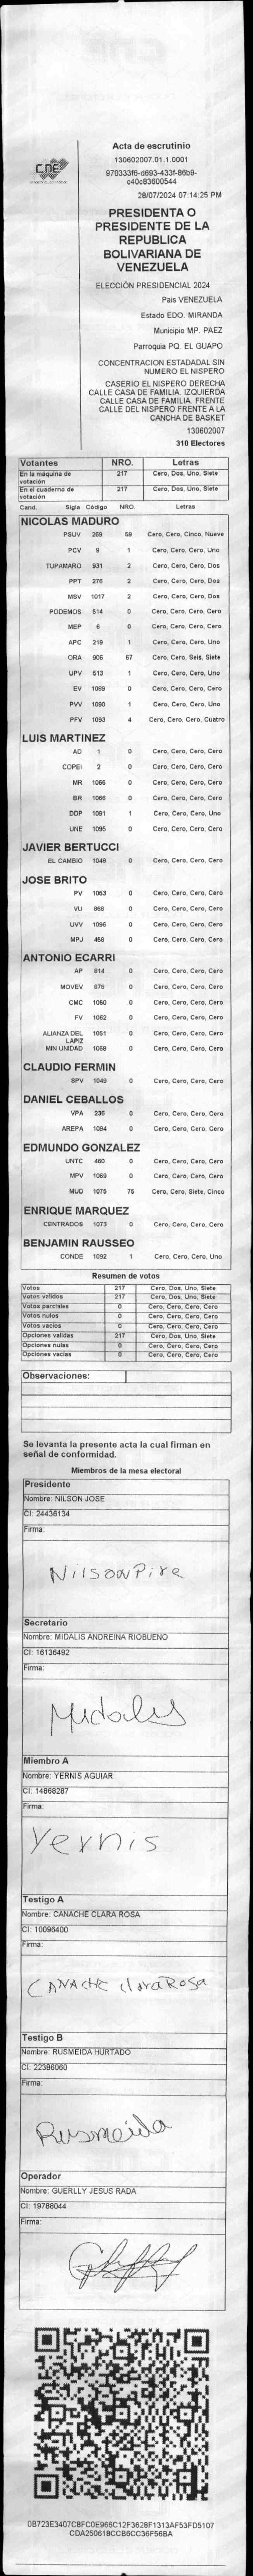 CNE
Acta de escrutinio
130602007.01.1.0001
970333f6-d693-433f-86b9-
c40c83600544
28/07/2024 07:14:25 PM
PRESIDENTA O
PRESIDENTE DE LA
REPUBLICA
BOLIVARIANA DE
VENEZUELA
ELECCIÓN PRESIDENCIAL 2024
Pais VENEZUELA
Estado EDO. MIRANDA
Municipio MP. PAEZ
Parroquia PQ. EL GUAPO
CONCENTRACION ESTADADAL SIN
NUMERO EL NISPERO
CASERIO EL NISPERO DERECHA
CALLE CASA DE FAMILIA. IZQUIERDA
CALLE CASA DE FAMILIA. FRENTE
CALLE DEL NISPERO FRENTE A LA
CANCHA DE BASKET
130602007
310 Electores
Votantes NRO. Letras
En la máquina de votación 217 Cero, Dos, Uno, Siete
En el cuaderno de votación 217 Cero, Dos, Uno, Siete
Cand. Sigla Código NRO. Letras
NICOLAS MADURO
PSUV 269 59 Cero, Cero, Cinco, Nueve
PCV 9 1 Cero, Cero, Cero, Uno
TUPAMARO 931 2 Cero, Cero, Cero, Dos
PPT 276 2 Cero, Cero, Cero, Dos
MSV 1017 2 Cero, Cero, Cero, Dos
PODEMOS 514 0 Cero, Cero, Cero, Cero
MEP 6 0 Cero, Cero, Cero, Cero
APC 219 1 Cero, Cero, Cero, Uno
ORA 906 67 Cero, Cero, Seis, Siete
UPV 513 1 Cero, Cero, Cero, Uno
EV 1089 0 Cero, Cero, Cero, Cero
PVV 1090 1 Cero, Cero, Cero, Uno
PFV 1093 4 Cero, Cero, Cero, Cuatro
LUIS MARTINEZ
AD 1 0 Cero, Cero, Cero, Cero
COPEI 2 0 Cero, Cero, Cero, Cero
MR 1065 0 Cero, Cero, Cero, Cero
BR 1066 0 Cero, Cero, Cero, Cero
DDP 1091 1 Cero, Cero, Cero, Uno
UNE 1095 0 Cero, Cero, Cero, Cero
JAVIER BERTUCCI
EL CAMBIO 1048 0 Cero, Cero, Cero, Cero
JOSE BRITO
PV 1053 0 Cero, Cero, Cero, Cero
VU 868 0 Cero, Cero, Cero, Cero
UVV 1096 0 Cero, Cero, Cero, Cero
MPJ 459 0 Cero, Cero, Cero, Cero
ANTONIO ECARRI
AP 814 0 Cero, Cero, Cero, Cero
MOVEV 879 0 Cero, Cero, Cero, Cero
CMC 1050 0 Cero, Cero, Cero, Cero
FV 1062 0 Cero, Cero, Cero, Cero
ALIANZA DEL LAPIZ 1051 0 Cero, Cero, Cero, Cero
MIN UNIDAD 1058 0 Cero, Cero, Cero, Cero
CLAUDIO FERMIN
SPV 1049 0 Cero, Cero, Cero, Cero
DANIEL CEBALLOS
VPA 236 0 Cero, Cero, Cero, Cero
AREPA 1094 0 Cero, Cero, Cero, Cero
EDMUNDO GONZALEZ
UNTC 460 0 Cero, Cero, Cero, Cero
MPV 1069 0 Cero, Cero, Cero, Cero
MUD 1075 75 Cero, Cero, Siete, Cinco
ENRIQUE MARQUEZ
CENTRADOS 1073 0 Cero, Cero, Cero, Cero
BENJAMIN RAUSSEO
CONDE 1092 1 Cero, Cero, Cero, Uno
Resumen de votos
Votos 217 Cero, Dos, Uno, Siete
Votos válidos 217 Cero, Dos, Uno, Siete
Votos parciales 0 Cero, Cero, Cero, Cero
Votos nulos 0 Cero, Cero, Cero, Cero
Votos vacíos 0 Cero, Cero, Cero, Cero
Opciones validas 217 Cero, Dos, Uno, Siete
Opciones nulas 0 Cero, Cero, Cero, Cero
Opciones vacías 0 Cero, Cero, Cero, Cero
Observaciones:
Se levanta la presente acta la cual firman en
señal de conformidad.
Miembros de la mesa electoral
Presidente
Nombre: NILSON JOSE
CI: 24436134
Firma:
Nilson Pire
Secretario
Nombre: MIDALIS ANDREINA RIOBUENO
CI: 16136492
Firma:
Midalis
Miembro A
Nombre: YERNIS AGUIAR
CI: 14868287
Firma:
Yernis
Testigo A
Nombre: CANACHE CLARA ROSA
CI: 10096400
Firma:
CANACHE Clara Rosa
Testigo B
Nombre: RUSMEIDA HURTADO
CI: 22386060
Firma:
Rusmeida
Operador
Nombre: GUERLLY JESUS RADA
CI: 19788044
Firma:
0B723E3407C8FC0E966C12F3628F1313AF53FD5107
CDA250618CCB6CC36F56BA